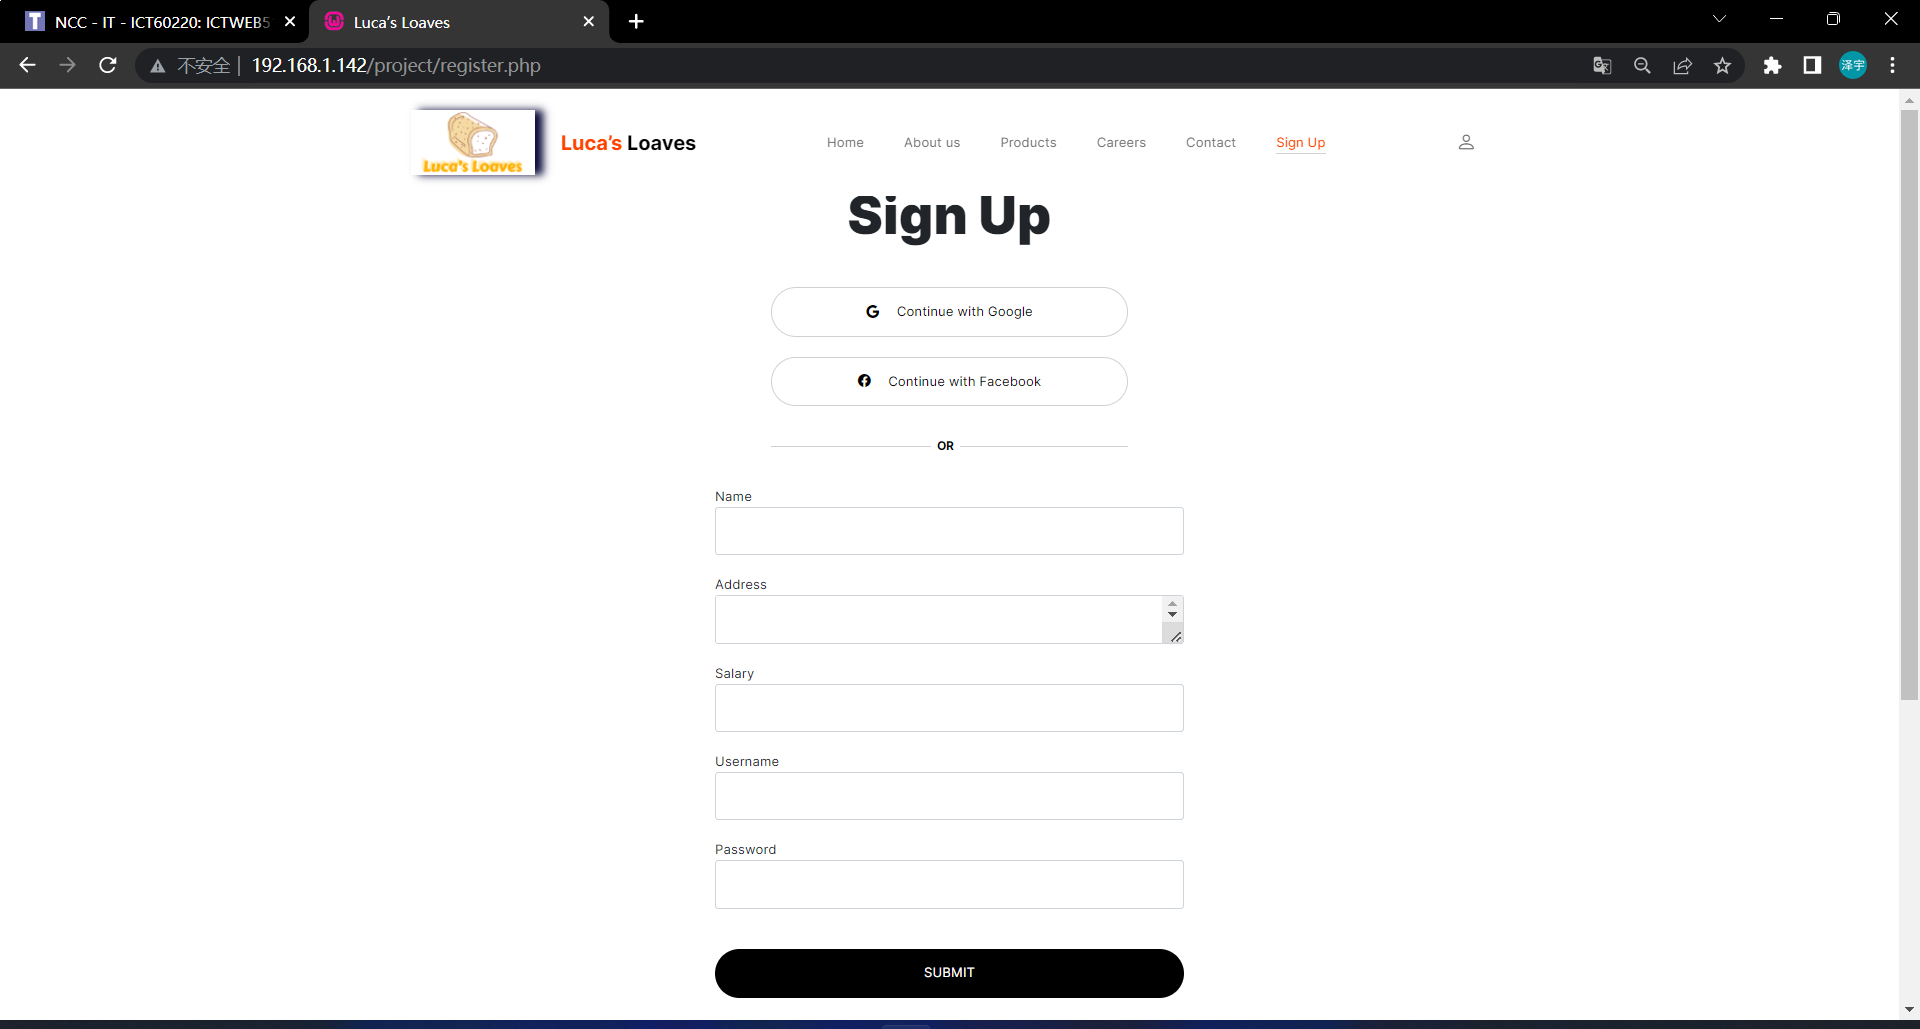 NCC - IT - ICT60220: ICTWEB5
Luca's Loaves
不安全 192.168.1.142/project/register.php
泽宇
Luca's Loaves
Luca's Loaves
Home About us Products Careers Contact Sign Up
Sign Up
Continue with Google
Continue with Facebook
OR
Name
Address
Salary
Username
Password
SUBMIT